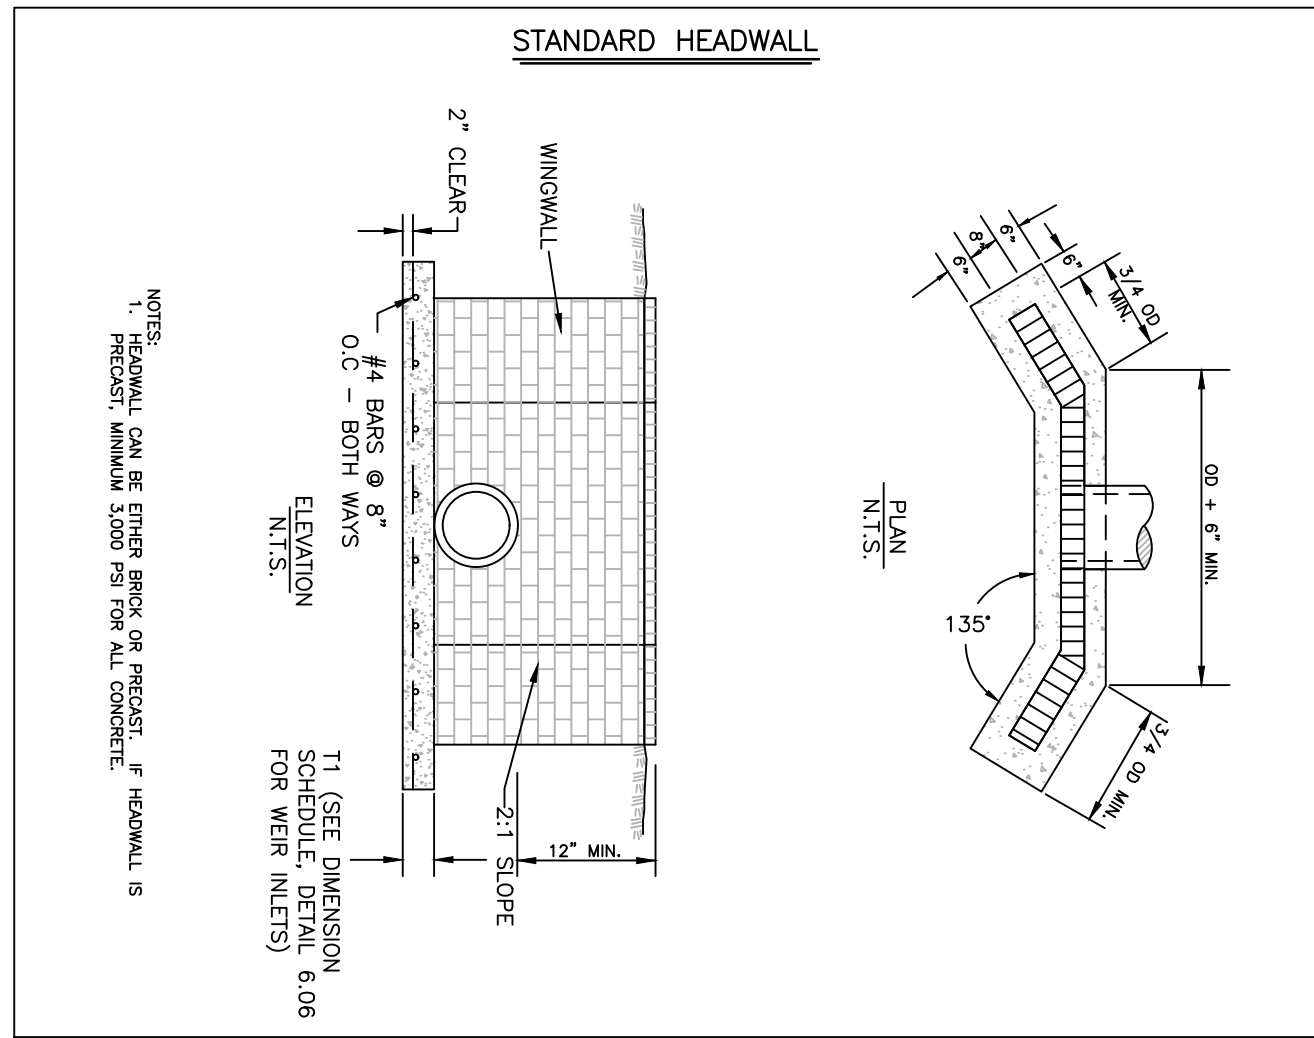 STANDARD HEADWALL
6"
8"
6"
6"
3/4 OD
MIN.
OD + 6" MIN.
3/4 OD MIN.
135°
PLAN
N.T.S.
2" CLEAR
WINGWALL
#4 BARS @ 8"
O.C - BOTH WAYS
2:1 SLOPE
12" MIN.
T1 (SEE DIMENSION
SCHEDULE, DETAIL 6.06
FOR WEIR INLETS)
ELEVATION
N.T.S.
NOTES:
1. HEADWALL CAN BE EITHER BRICK OR PRECAST. IF HEADWALL IS
PRECAST, MINIMUM 3,000 PSI FOR ALL CONCRETE.